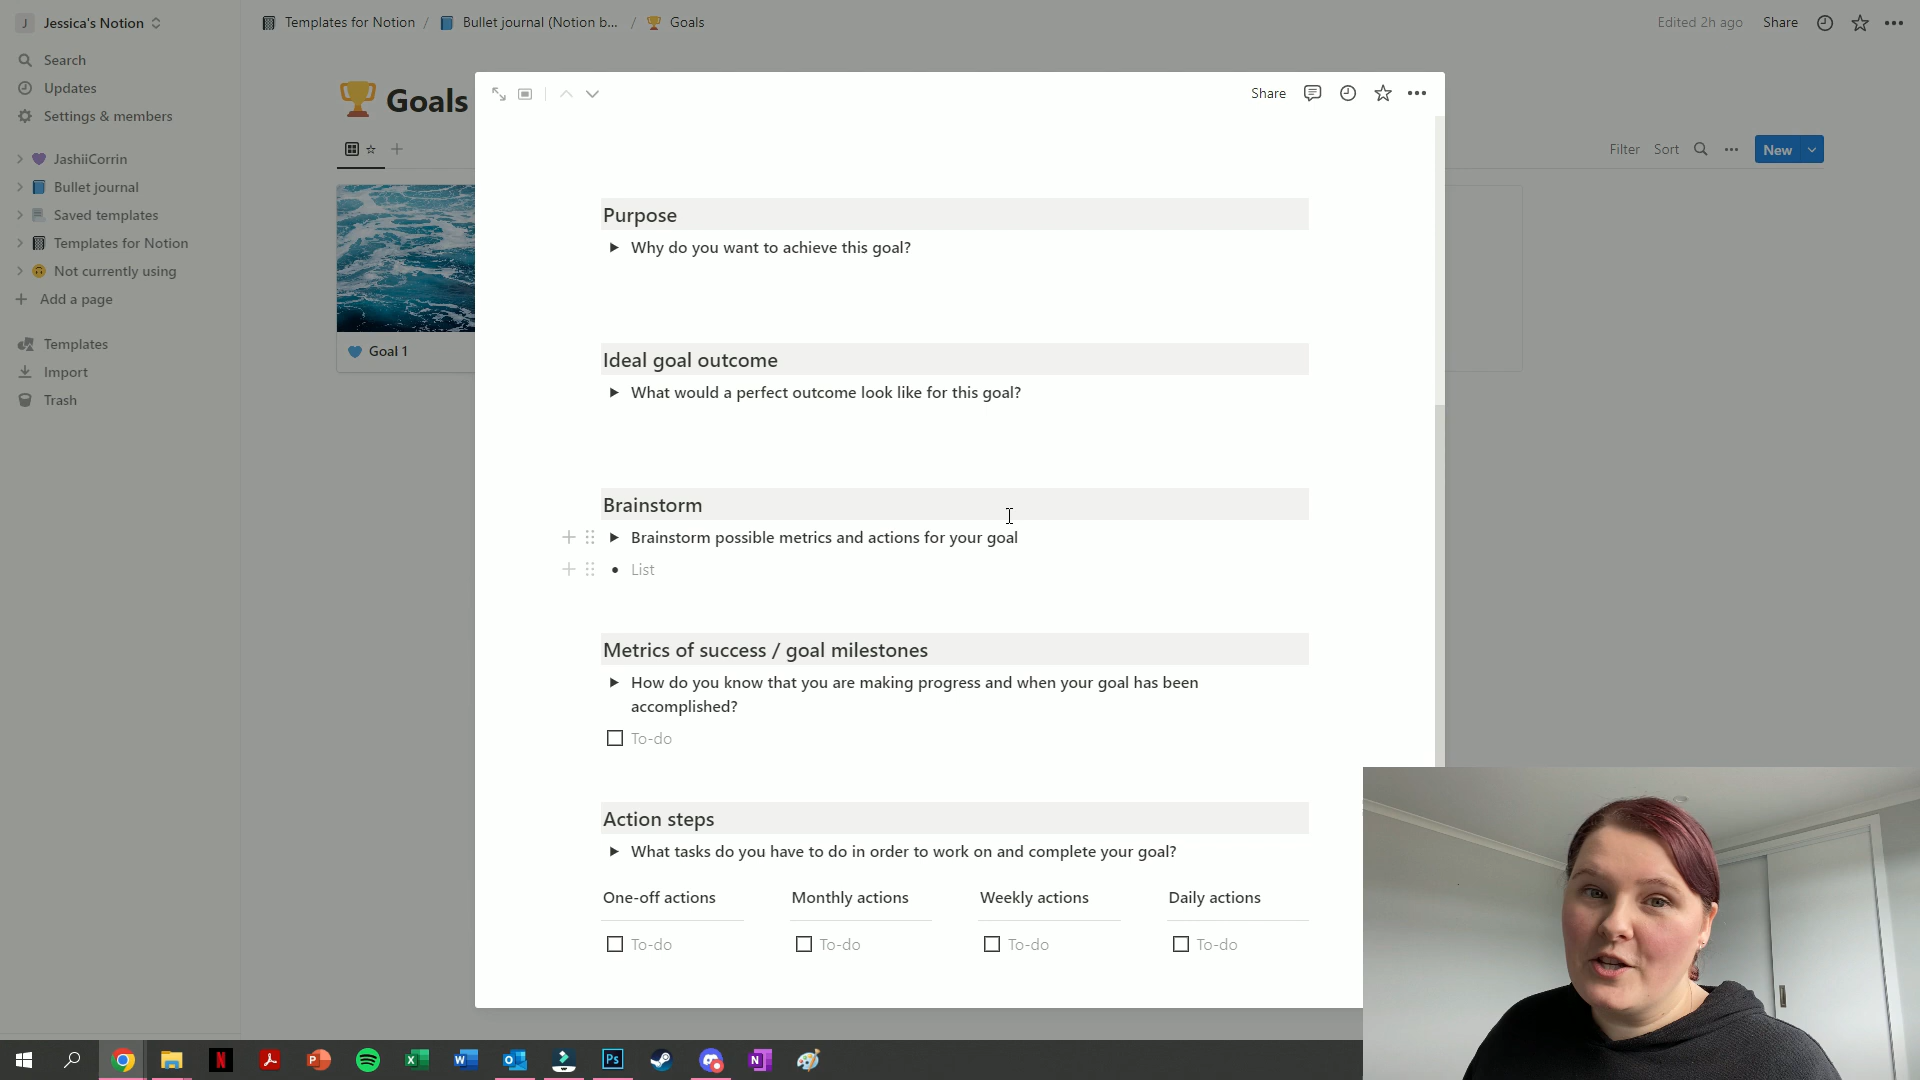 J Jessica's Notion
Templates for Notion / Bullet journal (Notion b... / Goals
Edited 2h ago Share
Search
Updates
Settings & members
JashiiCorrin
Bullet journal
Saved templates
Templates for Notion
Not currently using
Add a page
Templates
Import
Trash
Goals
Filter Sort New
Goal 1
Share
Purpose
Why do you want to achieve this goal?
Ideal goal outcome
What would a perfect outcome look like for this goal?
Brainstorm
Brainstorm possible metrics and actions for your goal
List
Metrics of success / goal milestones
How do you know that you are making progress and when your goal has been
accomplished?
To-do
Action steps
What tasks do you have to do in order to work on and complete your goal?
One-off actions Monthly actions Weekly actions Daily actions
To-do To-do To-do To-do
N P X W O Ps N